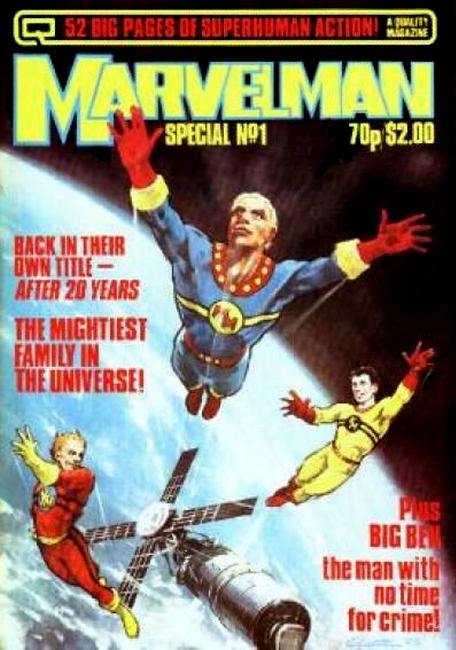 52 BIG PAGES OF SUPERHUMAN ACTION!
A QUALITY
MAGAZINE
MARVELMAN
SPECIAL Nº1
70p/$2.00
BACK IN THEIR
OWN TITLE –
AFTER 20 YEARS
THE MIGHTIEST
FAMILY IN
THE UNIVERSE!
Plus
BIG BEN
the man with
no time
for crime!